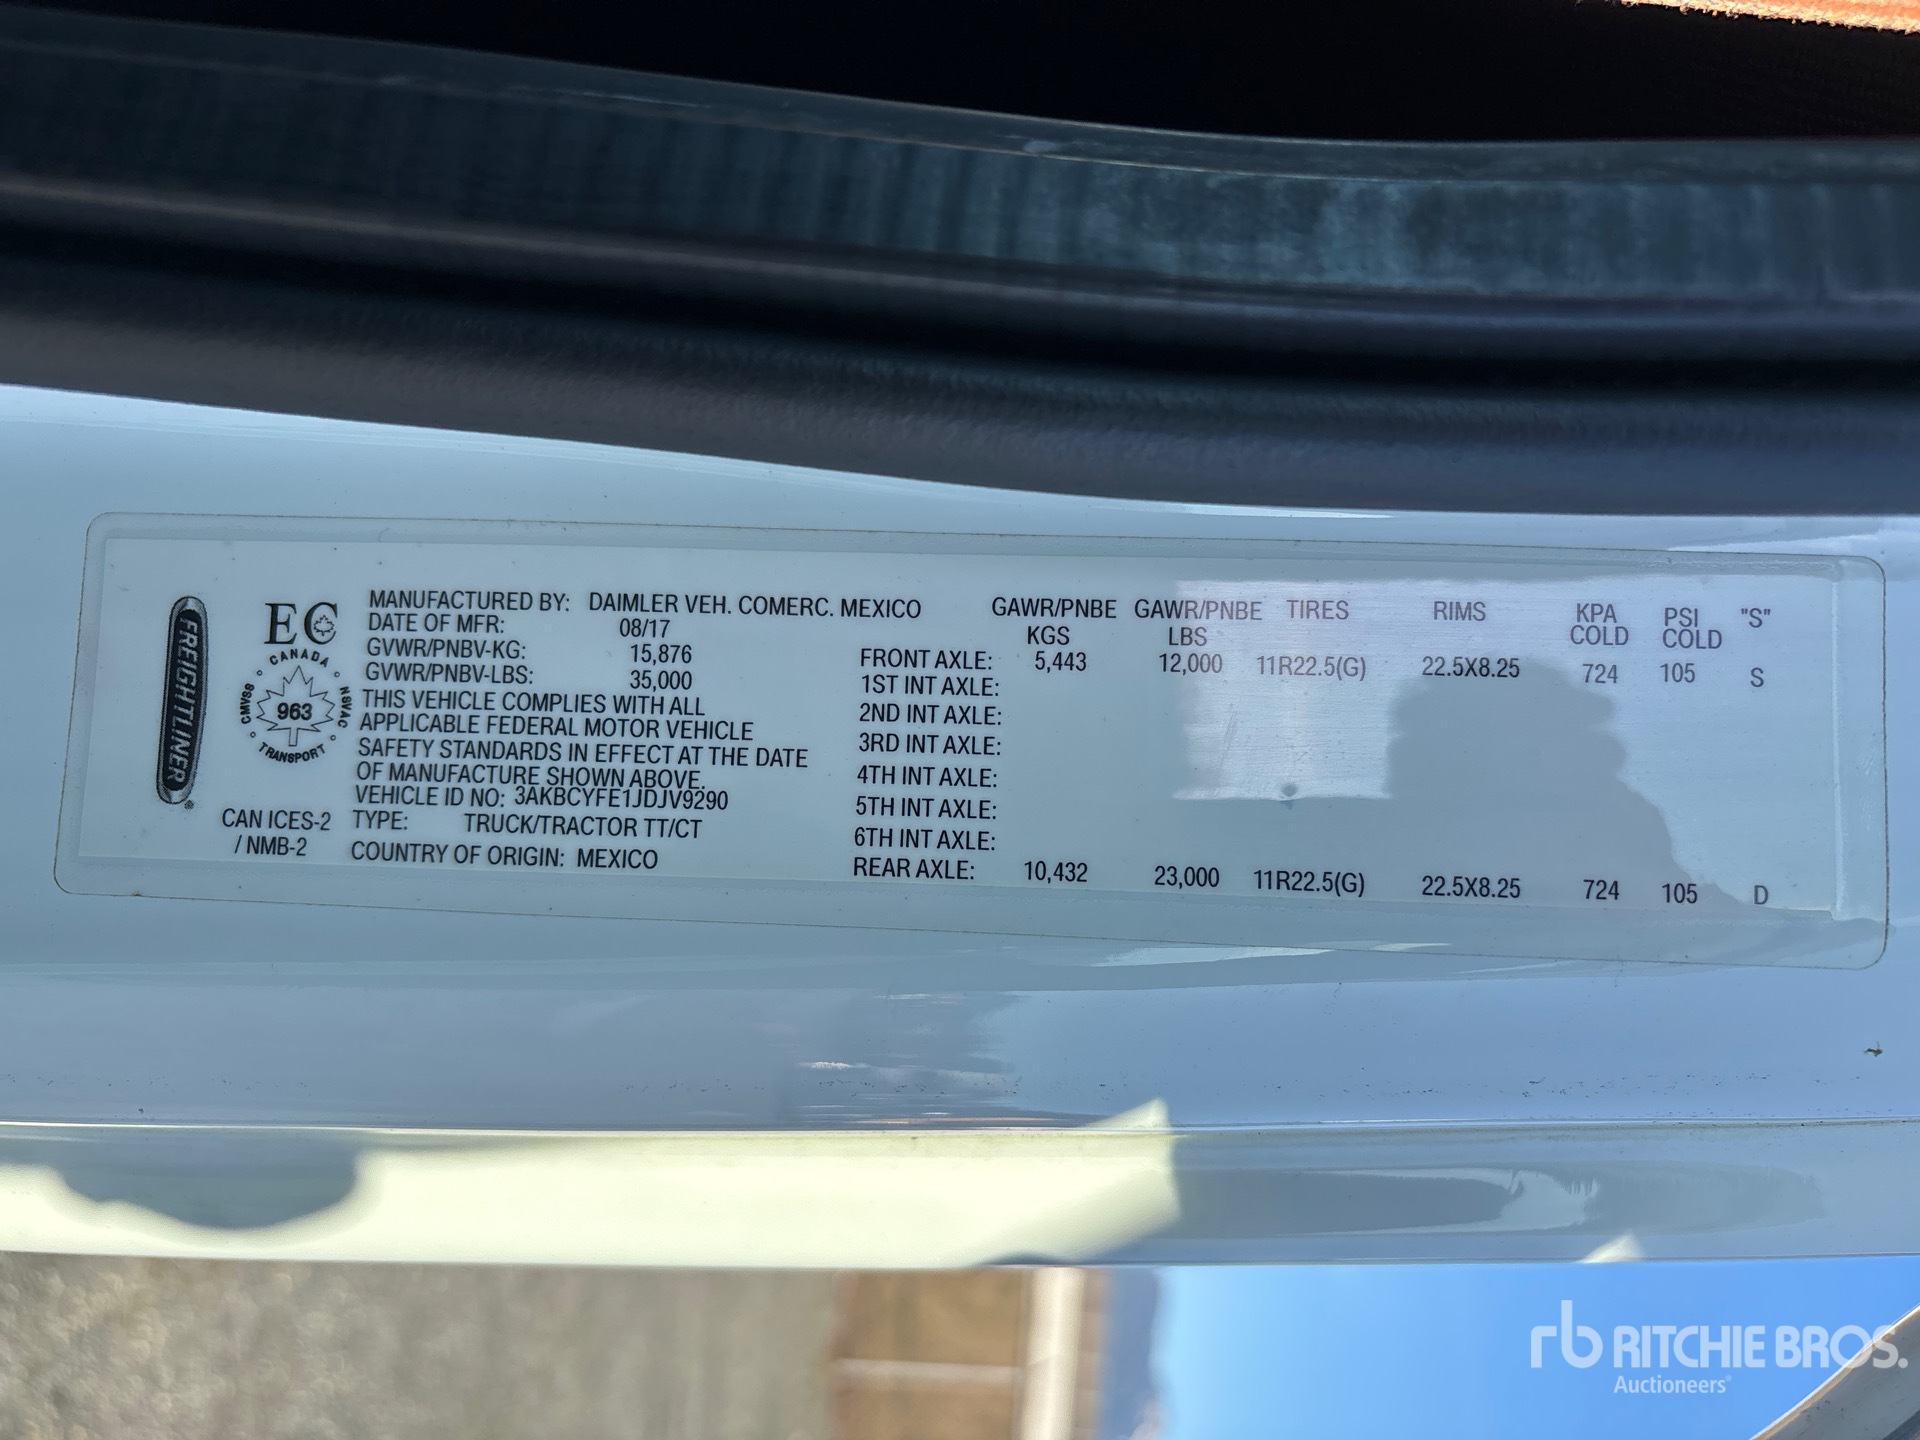 FREIGHTLINER®
EC
CANADA
CMVSS 963 NSVAC
TRANSPORT
CAN ICES-2
/ NMB-2
MANUFACTURED BY: DAIMLER VEH. COMERC. MEXICO
DATE OF MFR: 08/17
GVWR/PNBV-KG: 15,876
GVWR/PNBV-LBS: 35,000
THIS VEHICLE COMPLIES WITH ALL
APPLICABLE FEDERAL MOTOR VEHICLE
SAFETY STANDARDS IN EFFECT AT THE DATE
OF MANUFACTURE SHOWN ABOVE.
VEHICLE ID NO: 3AKBCYFE1JDJV9290
TYPE: TRUCK/TRACTOR TT/CT
COUNTRY OF ORIGIN: MEXICO
GAWR/PNBE GAWR/PNBE TIRES RIMS KPA PSI "S"
KGS LBS COLD COLD
FRONT AXLE: 5,443 12,000 11R22.5(G) 22.5X8.25 724 105 S
1ST INT AXLE:
2ND INT AXLE:
3RD INT AXLE:
4TH INT AXLE:
5TH INT AXLE:
6TH INT AXLE:
REAR AXLE: 10,432 23,000 11R22.5(G) 22.5X8.25 724 105 D
rb RITCHIE BROS.
Auctioneers®